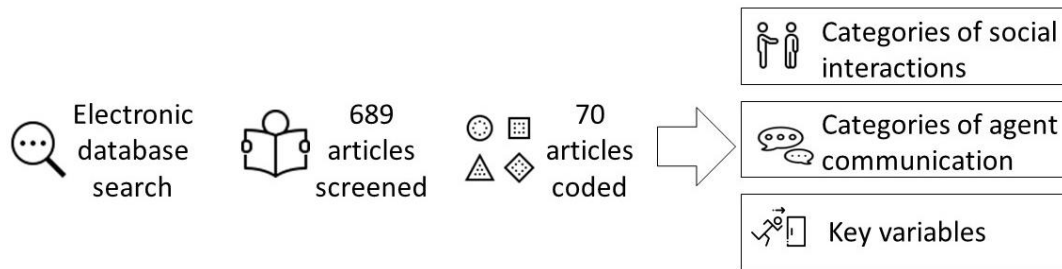 Electronic
database
search
689
articles
screened
70
articles
coded
Categories of social
interactions
Categories of agent
communication
Key variables